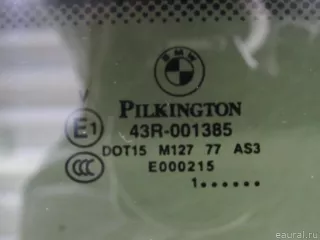 BMW
V
PILKINGTON
E1 43R-001385
DOT15 M127 77 AS3
CCC E000215
1......
eaural.ru